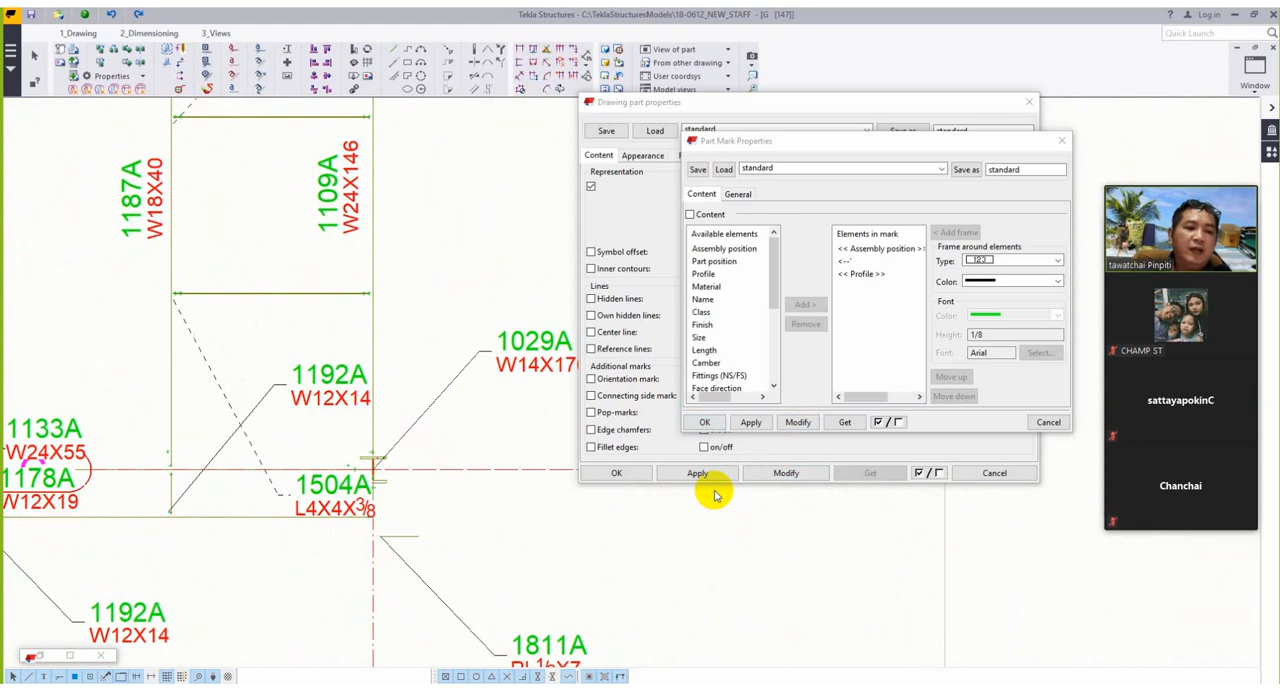 Tekla Structures - C:\TeklaStructuresModels\18-0612_NEW_STAFF - [G [147]]
Log in
1_Drawing
2_Dimensioning
3_Views
Quick Launch
View of part
From other drawing
User coordsys
Properties
Model views
Window
Drawing part properties
Save
Load
standard
Save as
standard
Content
Appearance
Representation
Symbol offset:
Inner contours:
Lines
Hidden lines:
Own hidden lines:
Center line:
Reference lines:
Additional marks
Orientation mark:
Connecting side mark:
Pop-marks:
Edge chamfers:
Fillet edges:
on/off
OK
Apply
Modify
Get
Cancel
Part Mark Properties
Save
Load
standard
Save as
standard
Content
General
Content
Available elements
Assembly position
Part position
Profile
Material
Name
Class
Finish
Size
Length
Camber
Fittings (NS/FS)
Face direction
Add >
Remove
Elements in mark
<< Assembly position >>
<--'
<< Profile >>
< Add frame
Frame around elements
Type:
123
Color:
Font
Color:
Height:
1/8
Font:
Arial
Select...
Move up
Move down
OK
Apply
Modify
Get
Cancel
1187A
W18X40
1109A
W24X146
1029A
W14X176
1192A
W12X14
1133A
W24X55
1178A
W12X19
1504A
L4X4X3/8
1192A
W12X14
1811A
tawatchai Pinpiti
CHAMP ST
sattayapokinC
Chanchai